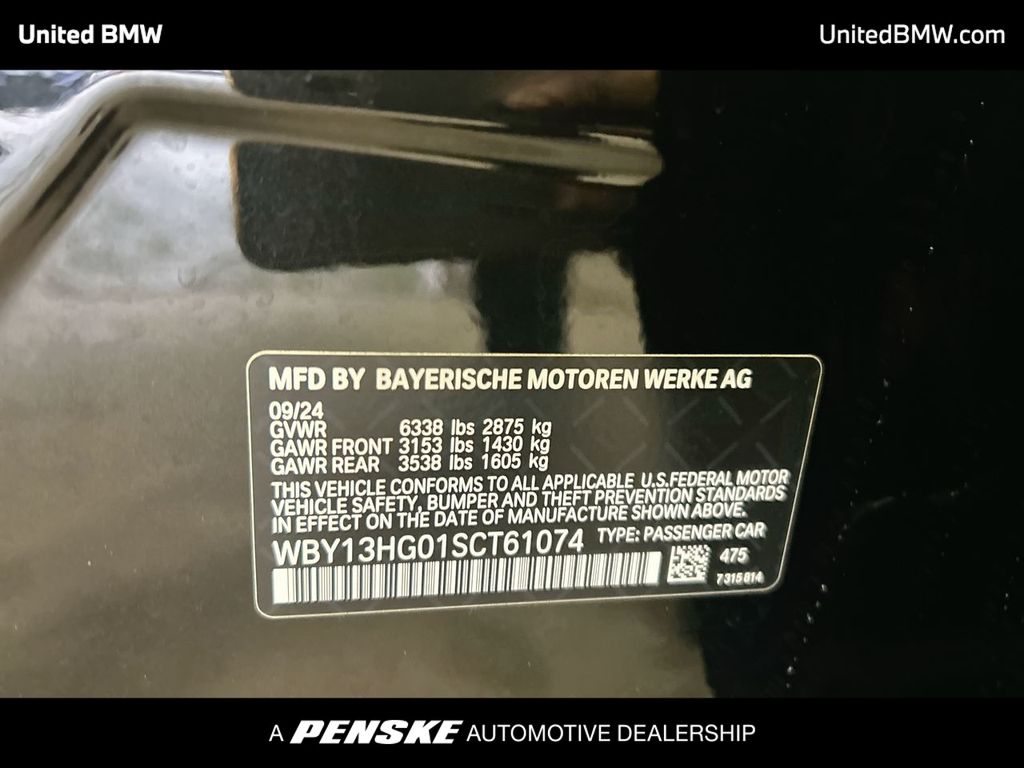 United BMW
UnitedBMW.com
MFD BY BAYERISCHE MOTOREN WERKE AG
09/24
GVWR 6338 lbs 2875 kg
GAWR FRONT 3153 lbs 1430 kg
GAWR REAR 3538 lbs 1605 kg
THIS VEHICLE CONFORMS TO ALL APPLICABLE U.S.FEDERAL MOTOR
VEHICLE SAFETY, BUMPER AND THEFT PREVENTION STANDARDS
IN EFFECT ON THE DATE OF MANUFACTURE SHOWN ABOVE.
WBY13HG01SCT61074 TYPE: PASSENGER CAR
475
7315014
A PENSKE AUTOMOTIVE DEALERSHIP